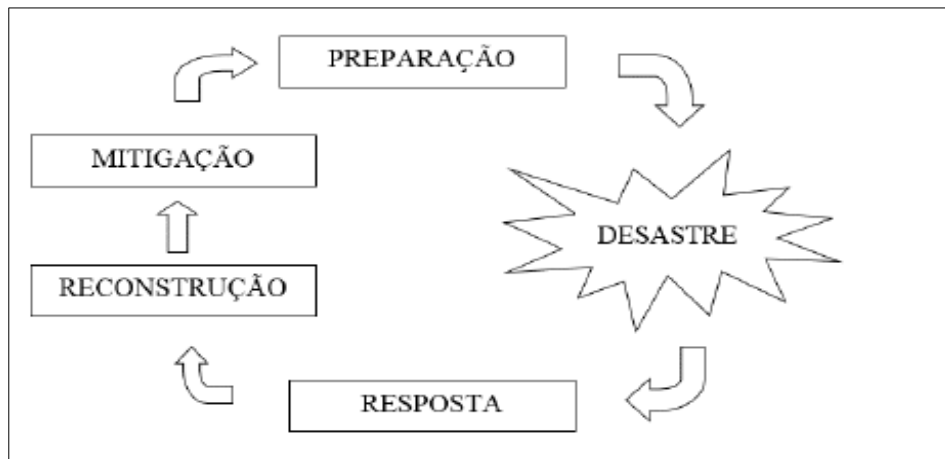 PREPARAÇÃO
MITIGAÇÃO
DESASTRE
RECONSTRUÇÃO
RESPOSTA